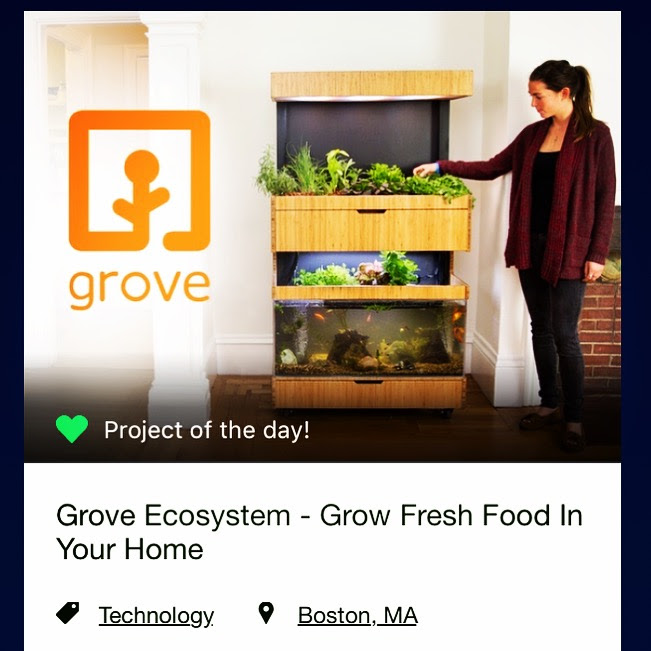 grove
Project of the day!
Grove Ecosystem - Grow Fresh Food In
Your Home
Technology
Boston, MA